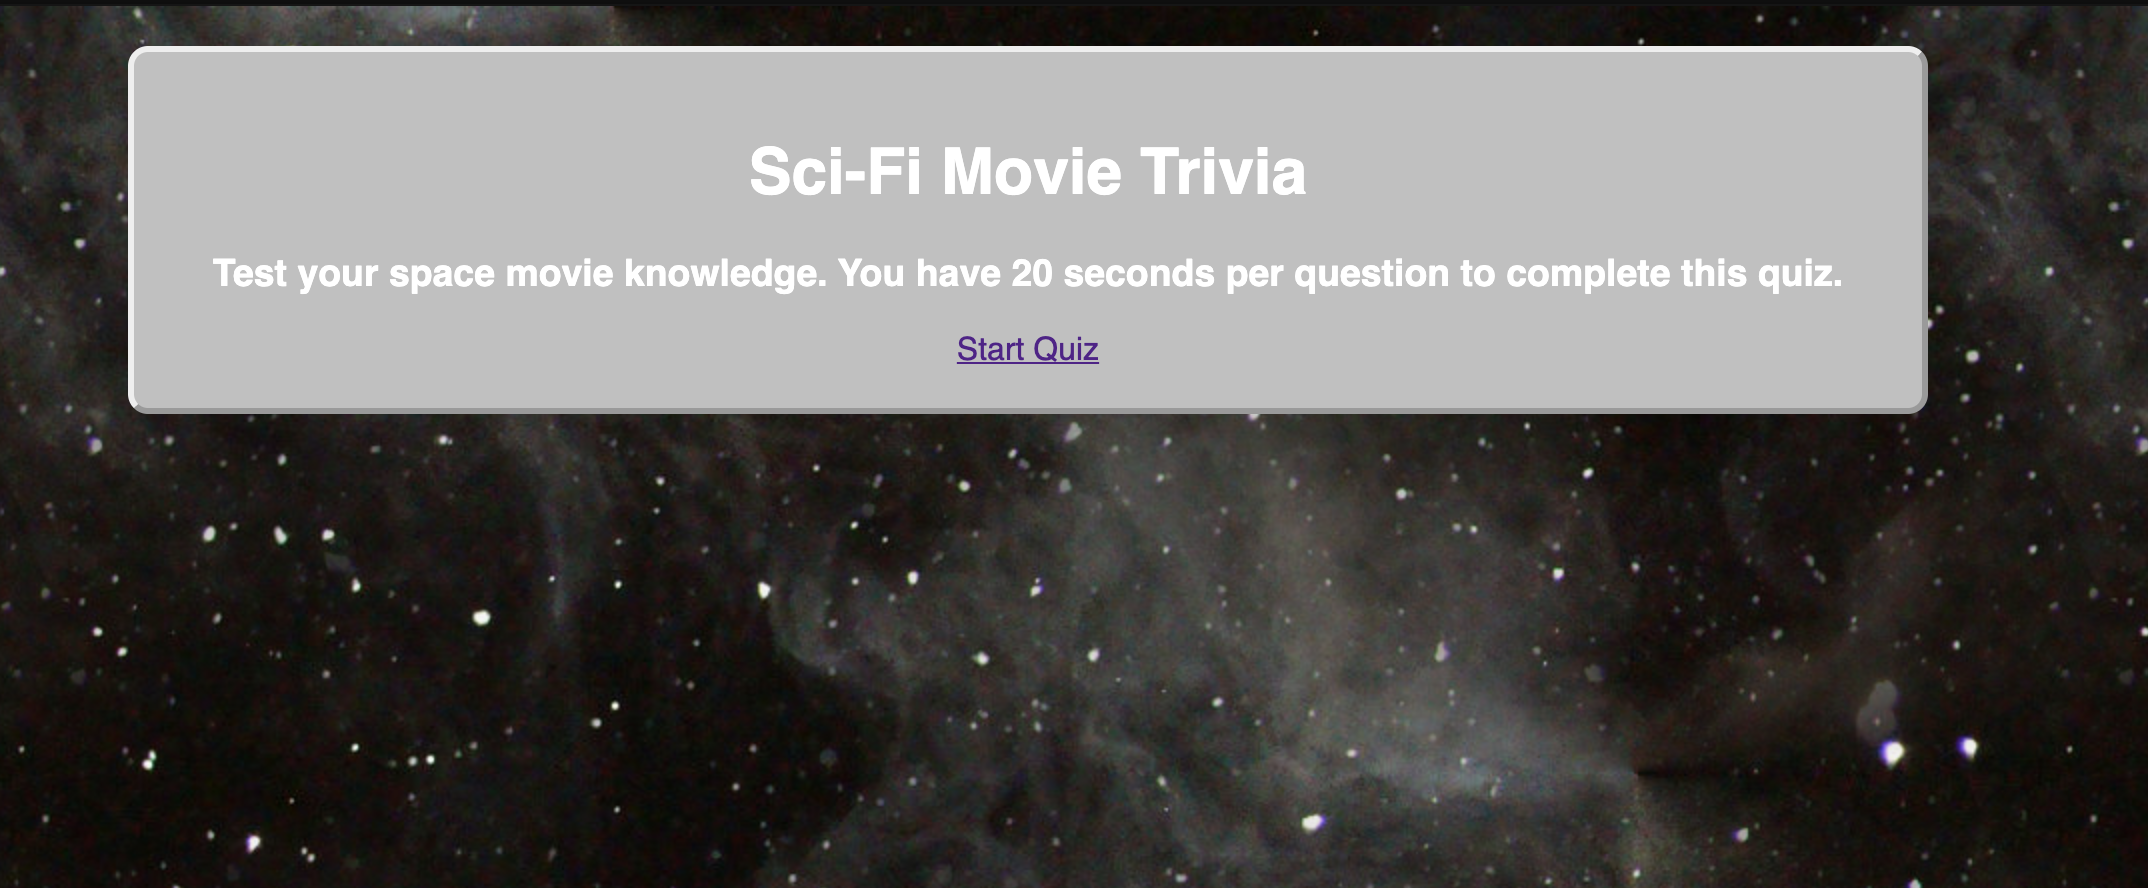 Sci-Fi Movie Trivia
Test your space movie knowledge. You have 20 seconds per question to complete this quiz.
Start Quiz